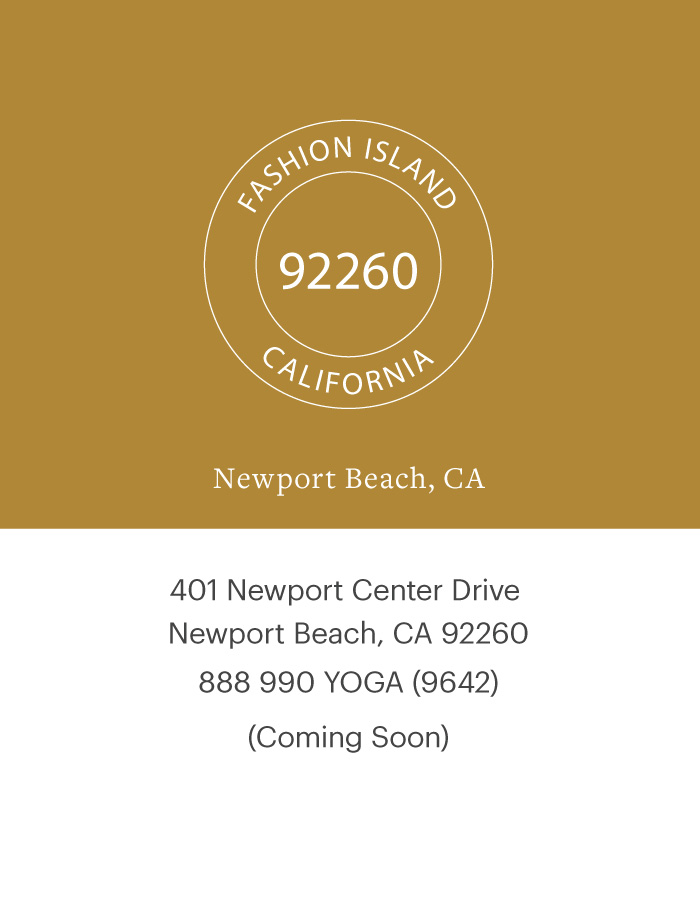 FASHION ISLAND
92260
CALIFORNIA
Newport Beach, CA
401 Newport Center Drive
Newport Beach, CA 92260
888 990 YOGA (9642)
(Coming Soon)